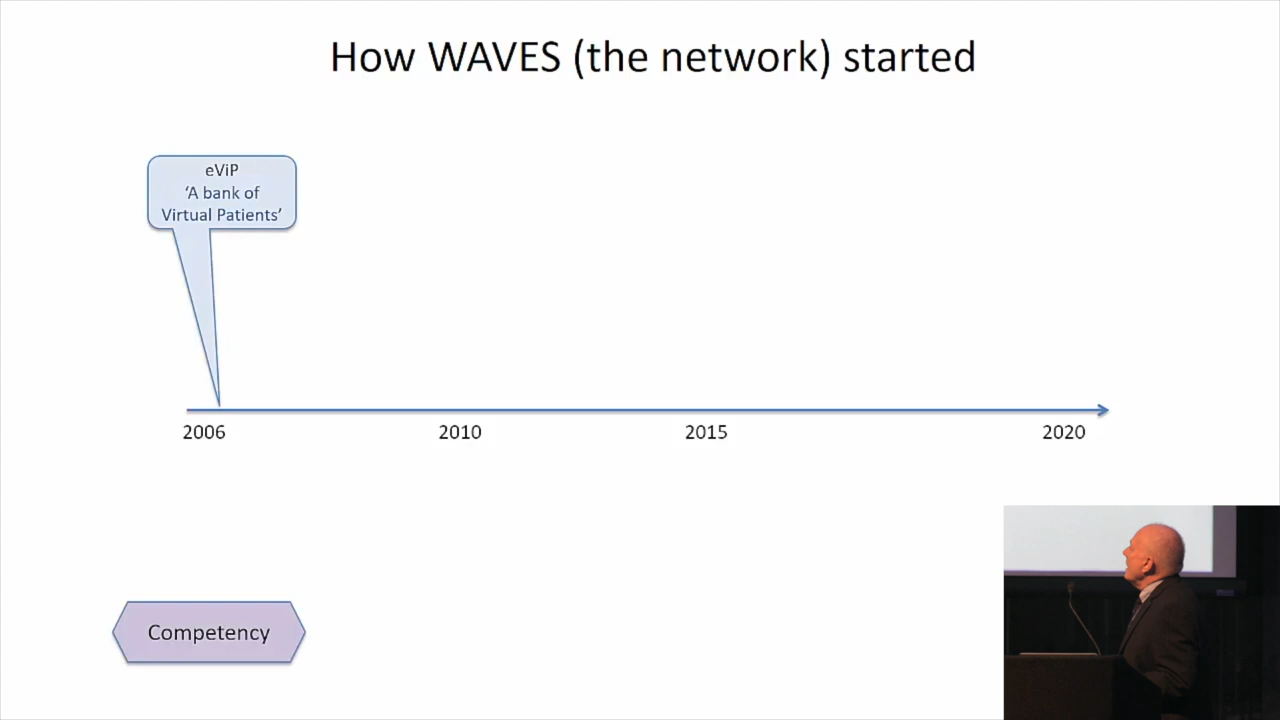 How WAVES (the network) started
eViP
‘A bank of
Virtual Patients’
2006 2010 2015 2020
Competency